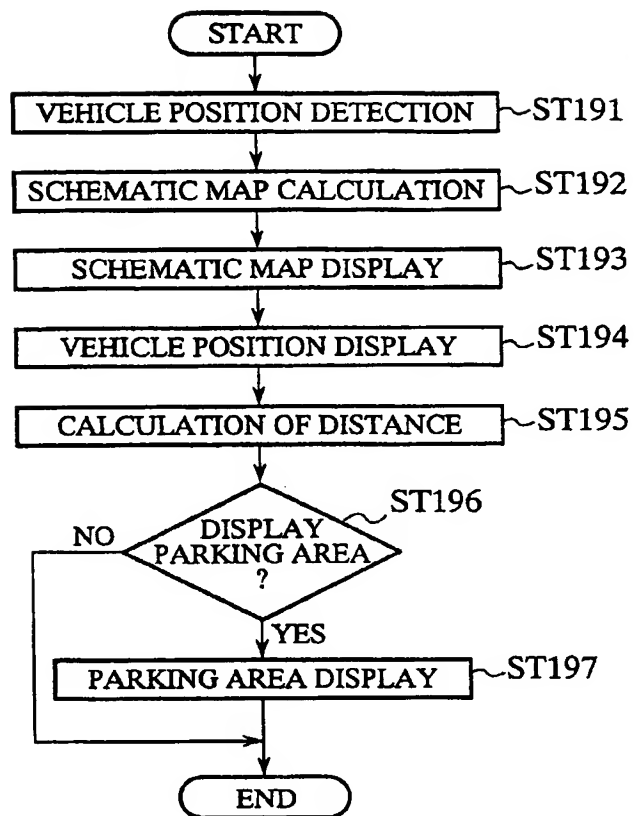 START
VEHICLE POSITION DETECTION ST191
SCHEMATIC MAP CALCULATION ST192
SCHEMATIC MAP DISPLAY ST193
VEHICLE POSITION DISPLAY ST194
CALCULATION OF DISTANCE ST195
ST196
DISPLAY
PARKING AREA
?
NO
YES
PARKING AREA DISPLAY ST197
END